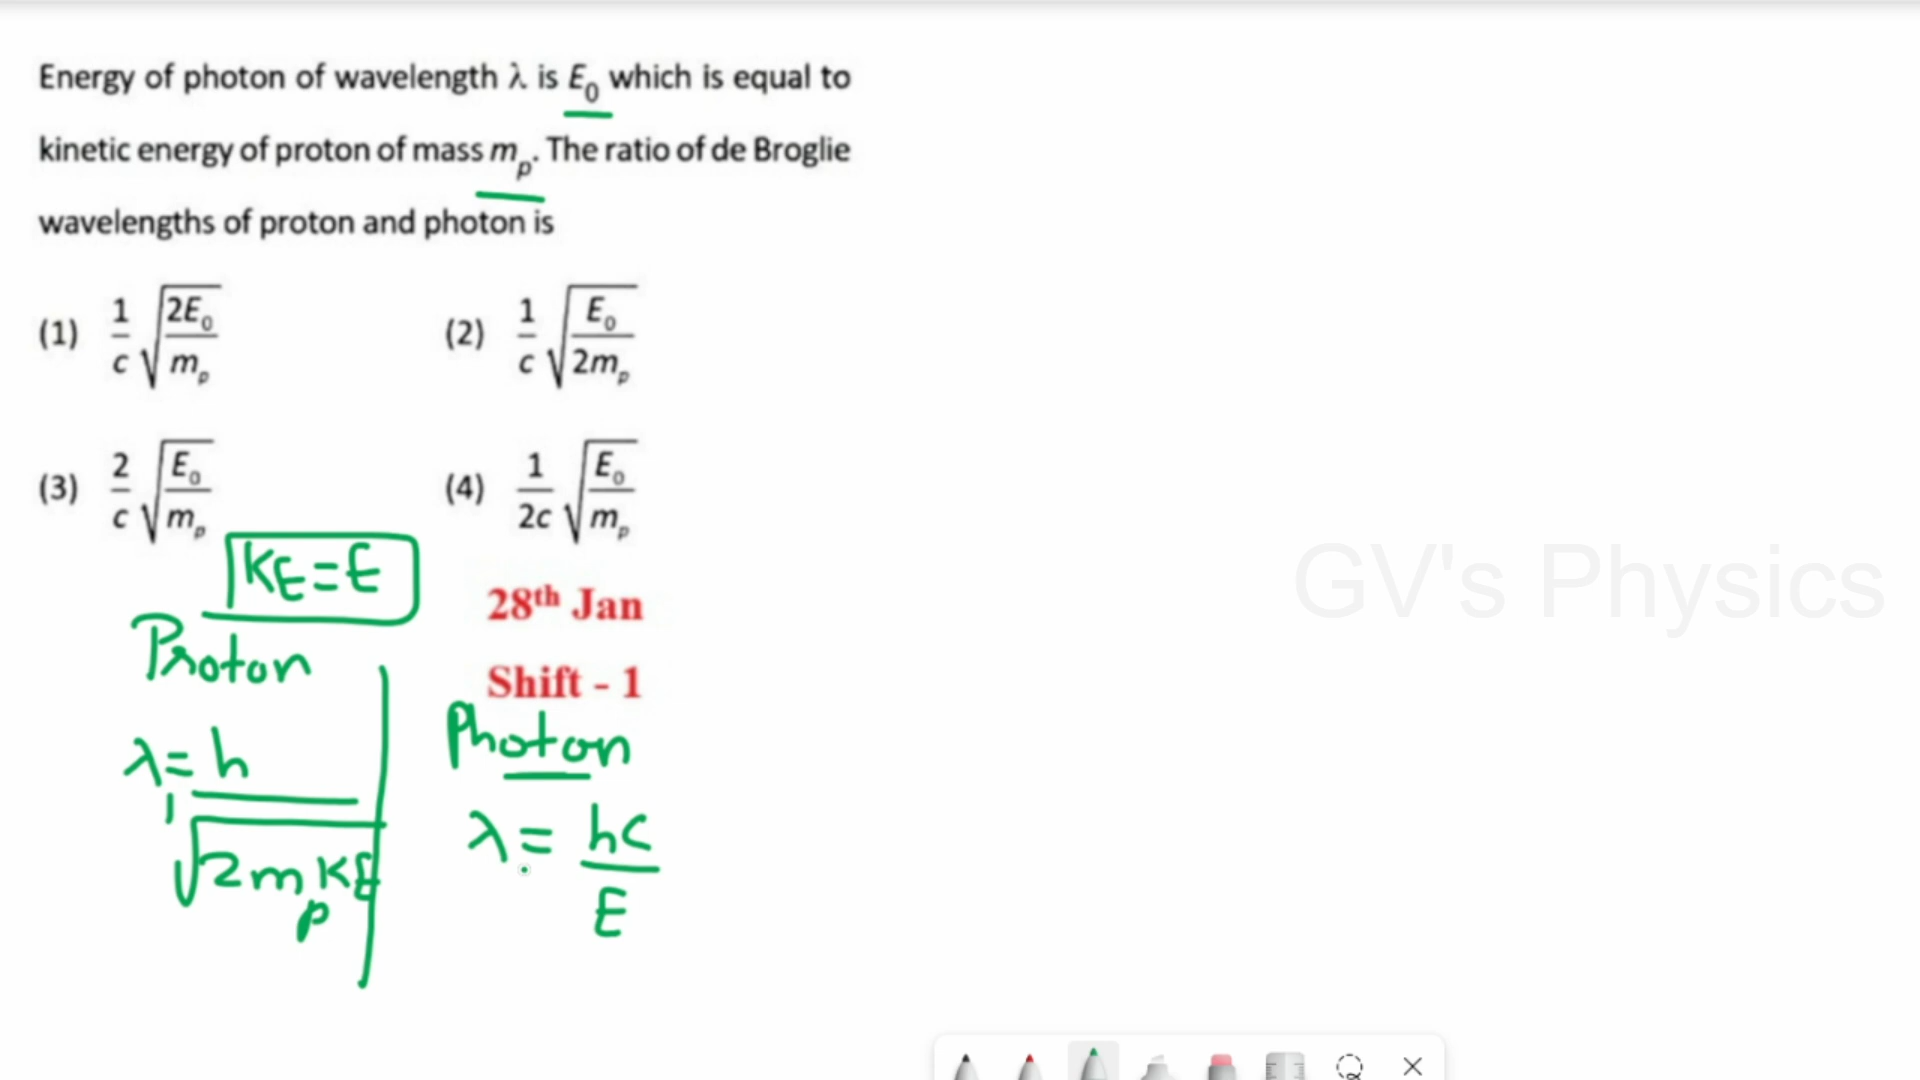 Energy of photon of wavelength λ is E₀ which is equal to
kinetic energy of proton of mass mₚ. The ratio of de Broglie
wavelengths of proton and photon is
(1) 1/c √(2E₀/mₚ)
(2) 1/c √(E₀/2mₚ)
(3) 2/c √(E₀/mₚ)
(4) 1/2c √(E₀/mₚ)
KE = E
28th Jan
Shift - 1
Proton
λ₁ = h/√(2mₚKE)
Photon
λ = hc/E
GV's Physics